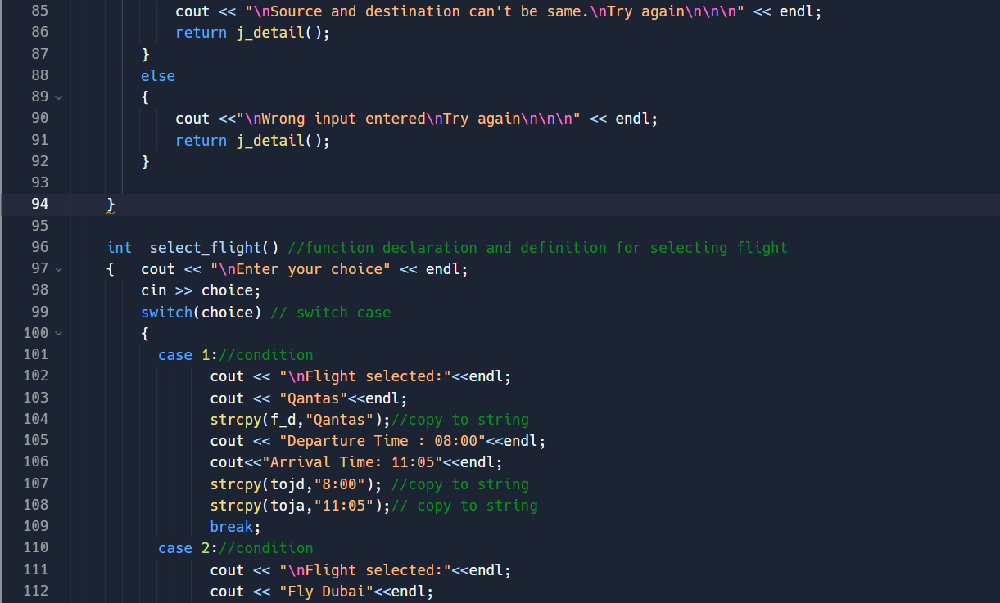 85 cout << "\nSource and destination can't be same.\nTry again\n\n\n" << endl;
86 return j_detail();
87 }
88 else
89 {
90 cout <<"\nWrong input entered\nTry again\n\n\n" << endl;
91 return j_detail();
92 }
93
94 }
95
96 int  select_flight() //function declaration and definition for selecting flight
97 {   cout << "\nEnter your choice" << endl;
98 cin >> choice;
99 switch(choice) // switch case
100 {
101 case 1://condition
102 cout << "\nFlight selected:"<<endl;
103 cout << "Qantas"<<endl;
104 strcpy(f_d,"Qantas");//copy to string
105 cout << "Departure Time : 08:00"<<endl;
106 cout<<"Arrival Time: 11:05"<<endl;
107 strcpy(tojd,"8:00"); //copy to string
108 strcpy(toja,"11:05");// copy to string
109 break;
110 case 2://condition
111 cout << "\nFlight selected:"<<endl;
112 cout << "Fly Dubai"<<endl;